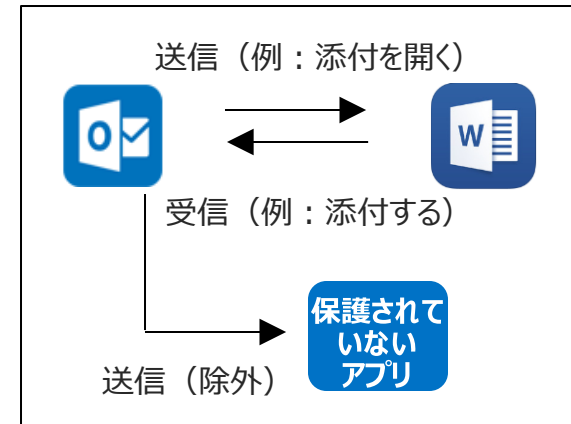 送信（例：添付を開く）
O
W
受信（例：添付する）
保護されて
いない
アプリ
送信（除外）